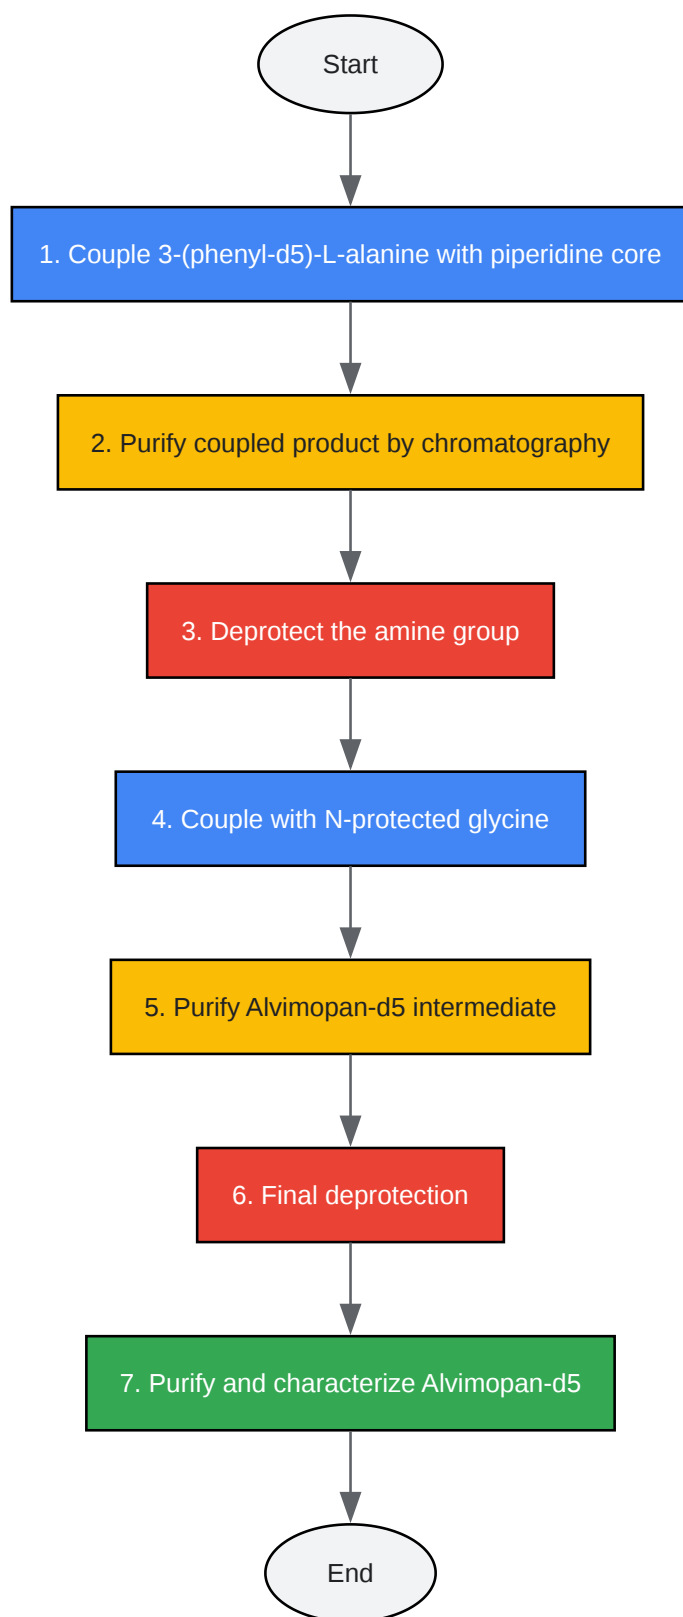 Start
1. Couple 3-(phenyl-d5)-L-alanine with piperidine core
2. Purify coupled product by chromatography
3. Deprotect the amine group
4. Couple with N-protected glycine
5. Purify Alvimopan-d5 intermediate
6. Final deprotection
7. Purify and characterize Alvimopan-d5
End